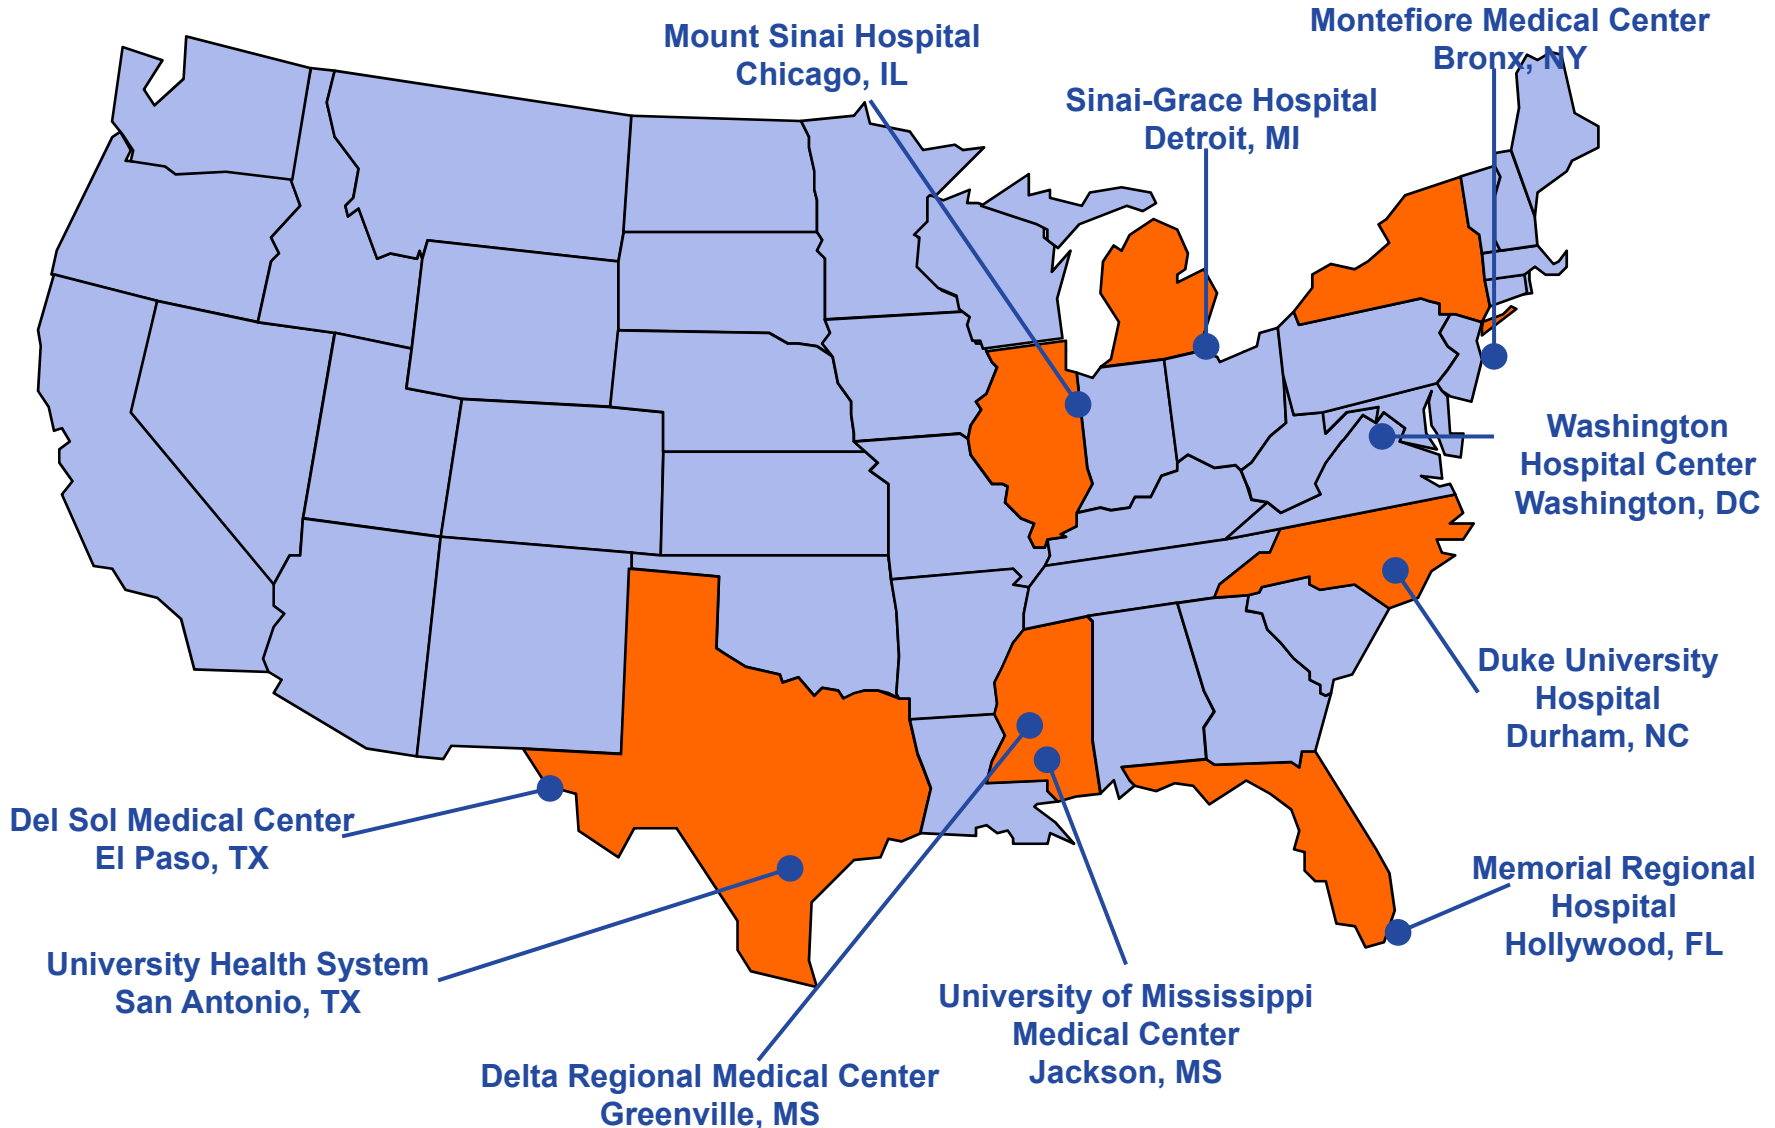 Mount Sinai Hospital
Chicago, IL
Montefiore Medical Center
Bronx, NY
Sinai-Grace Hospital
Detroit, MI
Washington
Hospital Center
Washington, DC
Duke University
Hospital
Durham, NC
Del Sol Medical Center
El Paso, TX
Memorial Regional
Hospital
Hollywood, FL
University Health System
San Antonio, TX
University of Mississippi
Medical Center
Jackson, MS
Delta Regional Medical Center
Greenville, MS